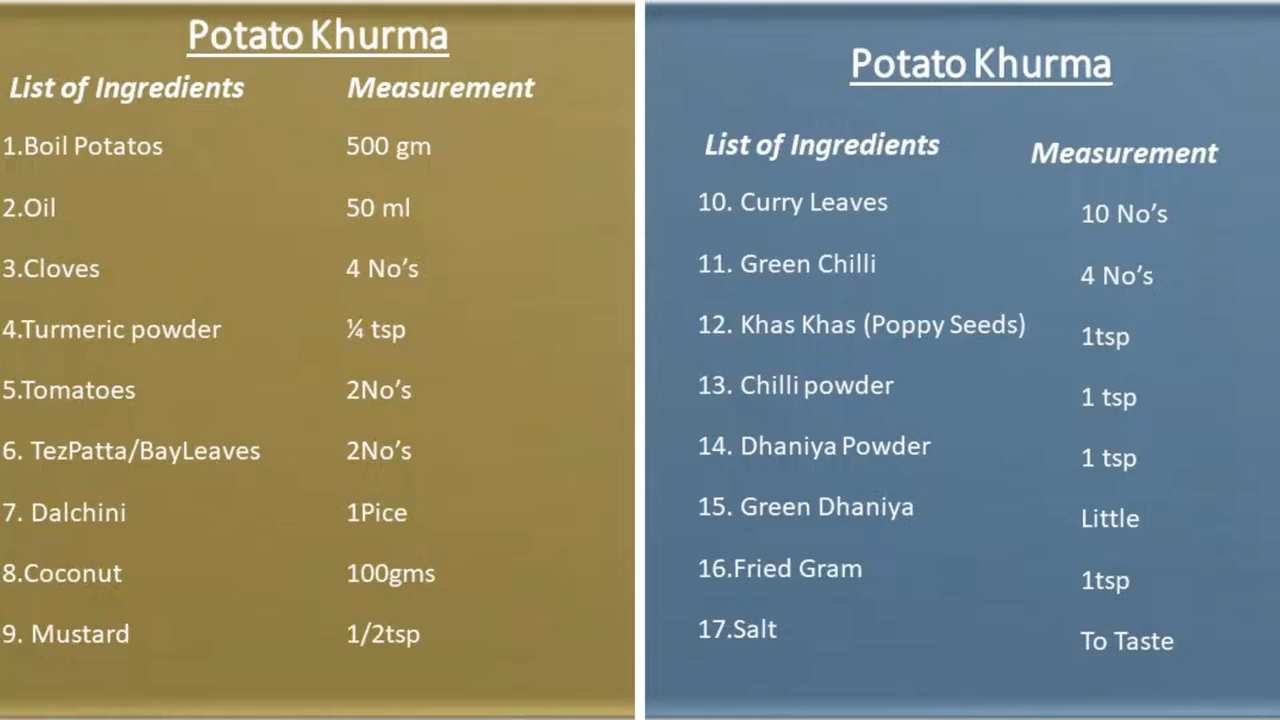 Potato Khurma
List of Ingredients Measurement
1.Boil Potatos 500 gm
2.Oil 50 ml
3.Cloves 4 No's
4.Turmeric powder ¼ tsp
5.Tomatoes 2No's
6. TezPatta/BayLeaves 2No's
7. Dalchini 1Pice
8.Coconut 100gms
9. Mustard 1/2tsp
Potato Khurma
List of Ingredients Measurement
10. Curry Leaves 10 No's
11. Green Chilli 4 No's
12. Khas Khas (Poppy Seeds) 1tsp
13. Chilli powder 1 tsp
14. Dhaniya Powder 1 tsp
15. Green Dhaniya Little
16.Fried Gram 1tsp
17.Salt To Taste